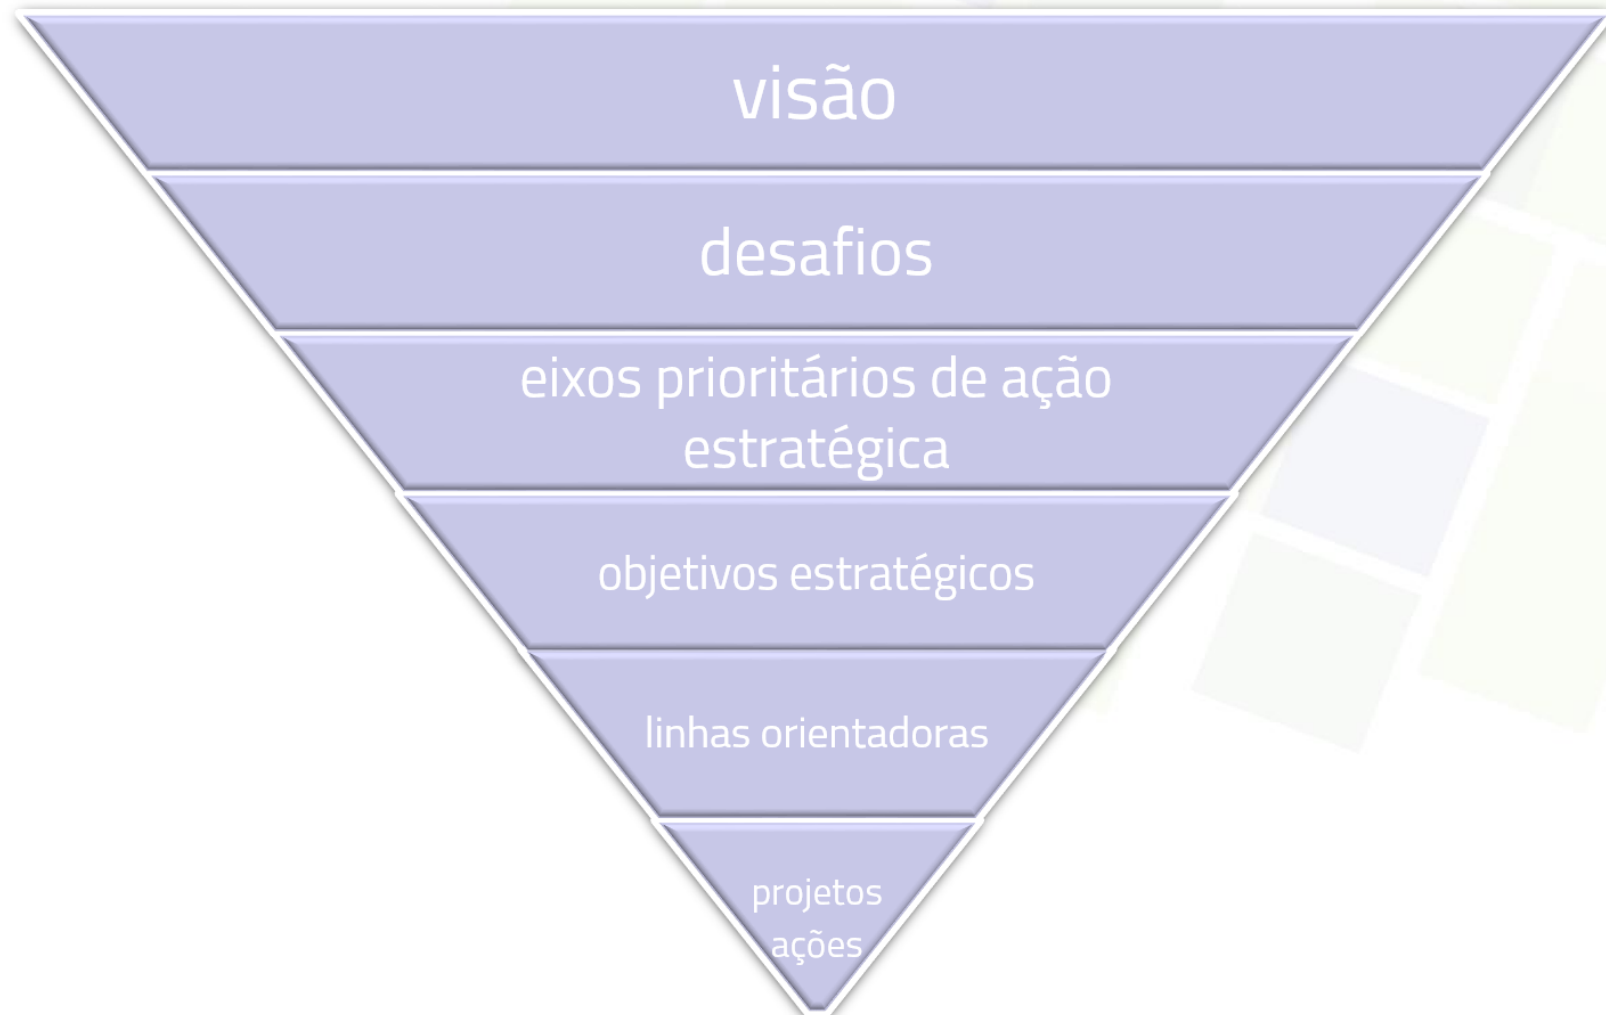 visão
desafios
eixos prioritários de ação
estratégica
objetivos estratégicos
linhas orientadoras
projetos
ações